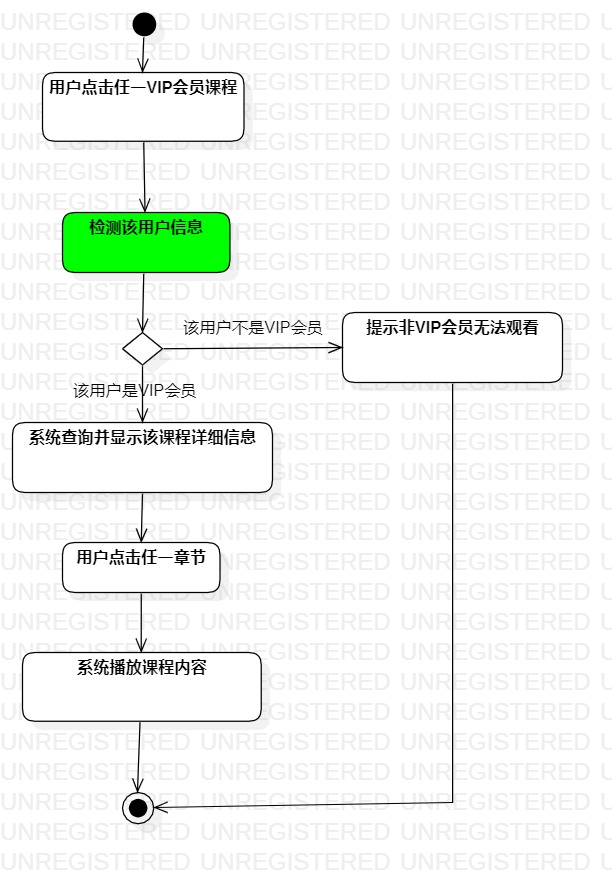 用户点击任一VIP会员课程
检测该用户信息
该用户不是VIP会员
提示非VIP会员无法观看
该用户是VIP会员
系统查询并显示该课程详细信息
用户点击任一章节
系统播放课程内容
UNREGISTERED